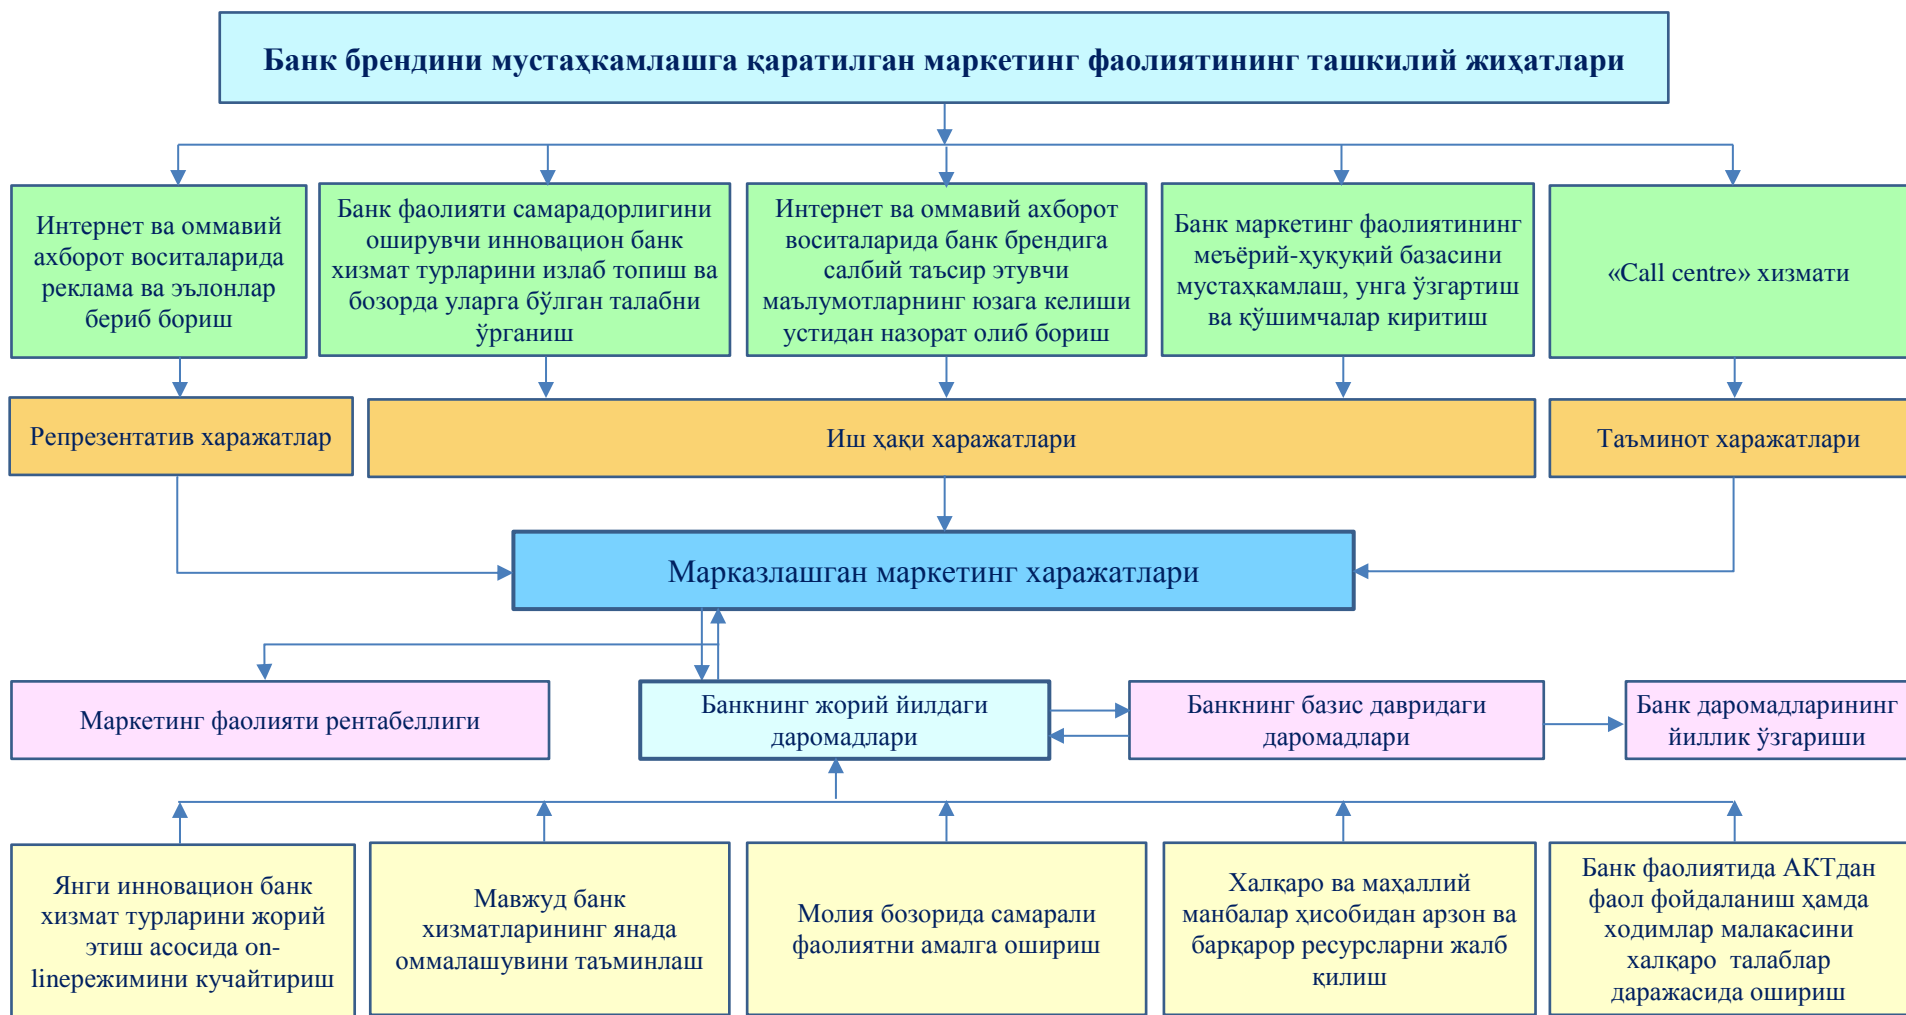 Банк брендини мустаҳкамлашга қаратилган маркетинг фаолиятининг ташкилий жиҳатлари
Интернет ва оммавий
ахборот воситаларида
реклама ва эълонлар
бериб бориш
Банк фаолияти самарадорлигини
оширувчи инновацион банк
хизмат турларини излаб топиш ва
бозорда уларга бўлган талабни
ўрганиш
Интернет ва оммавий ахборот
воситаларида банк брендига
салбий таъсир этувчи
маълумотларнинг юзага келиши
устидан назорат олиб бориш
Банк маркетинг фаолиятининг
меъёрий-ҳуқуқий базасини
мустаҳкамлаш, унга ўзгартиш
ва қўшимчалар киритиш
«Call centre» хизмати
Репрезентатив харажатлар
Иш ҳақи харажатлари
Таъминот харажатлари
Марказлашган маркетинг харажатлари
Маркетинг фаолияти рентабеллиги
Банкнинг жорий йилдаги
даромадлари
Банкнинг базис давридаги
даромадлари
Банк даромадларининг
йиллик ўзгариши
Янги инновацион банк
хизмат турларини жорий
этиш асосида on-
lineрежимини кучайтириш
Мавжуд банк
хизматларининг янада
оммалашувини таъминлаш
Молия бозорида самарали
фаолиятни амалга ошириш
Халқаро ва маҳаллий
манбалар ҳисобидан арзон ва
барқарор ресурсларни жалб
қилиш
Банк фаолиятида АКТдан
фаол фойдаланиш ҳамда
ходимлар малакасини
халқаро  талаблар
даражасида ошириш